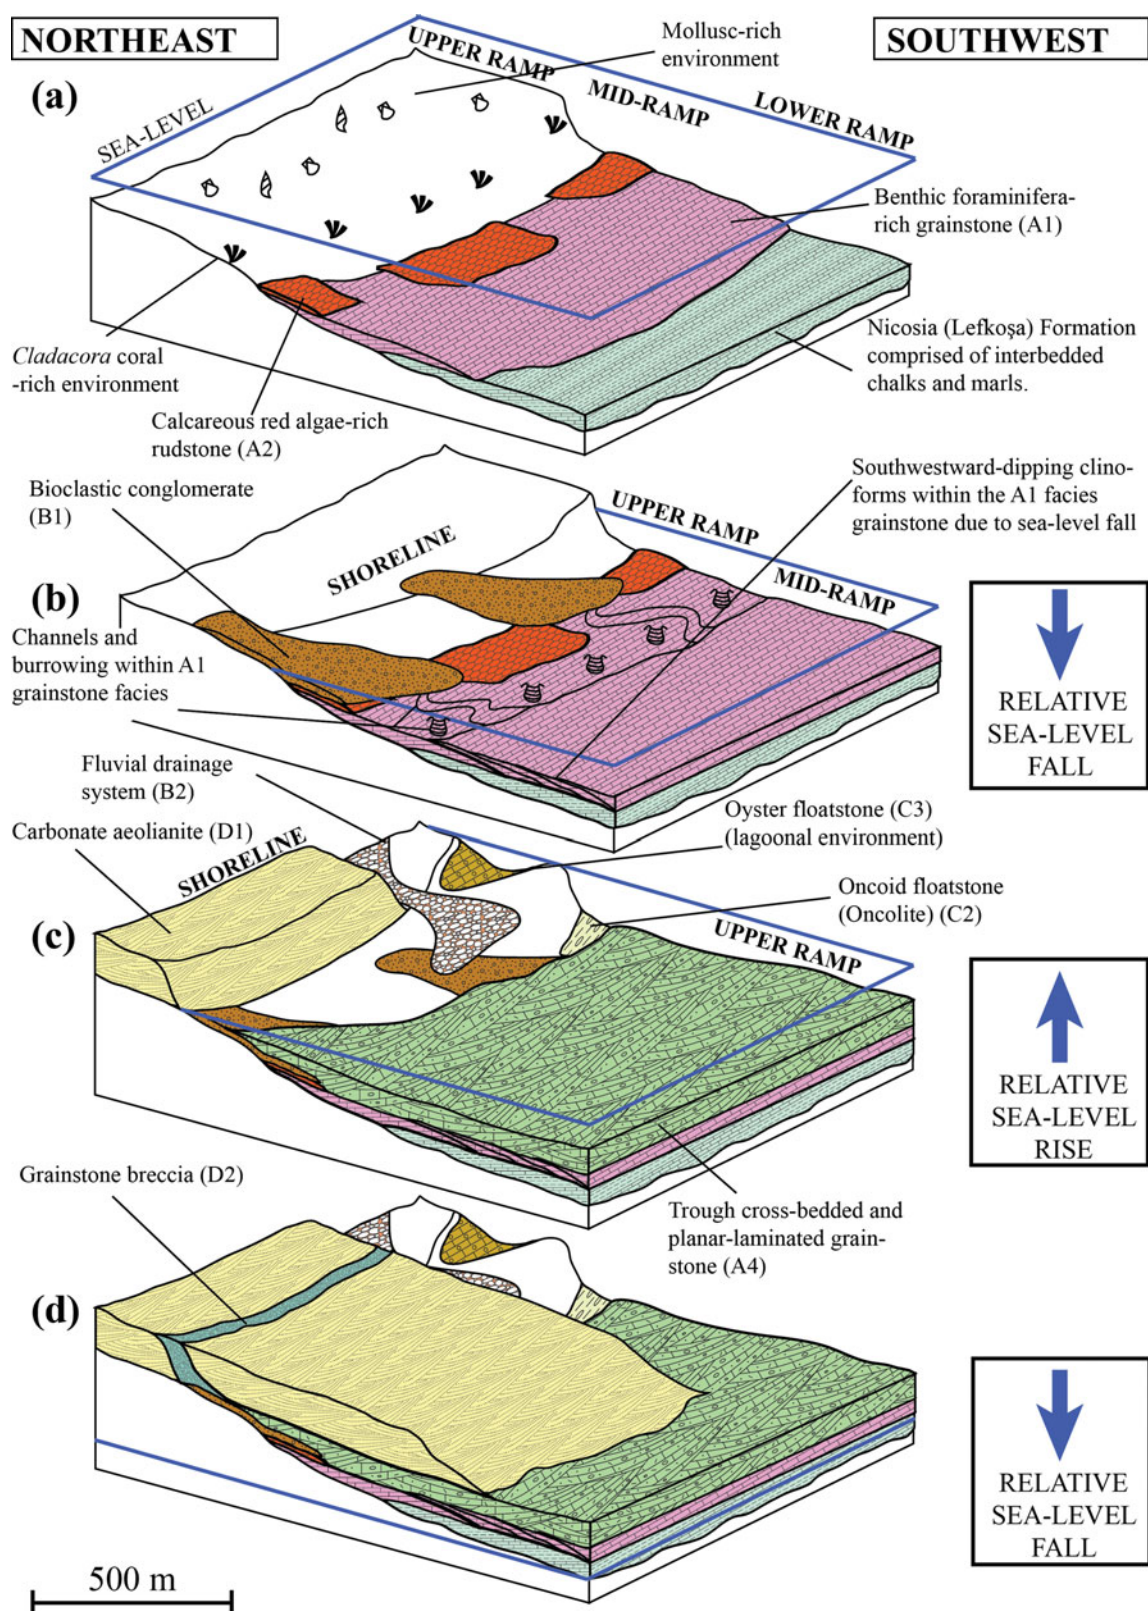 NORTHEAST
SOUTHWEST
(a)
SEA-LEVEL
UPPER RAMP
MID-RAMP
LOWER RAMP
Mollusc-rich
environment
Benthic foraminifera-
rich grainstone (A1)
Nicosia (Lefkoşa) Formation
comprised of interbedded
chalks and marls.
Cladacora coral
-rich environment
Calcareous red algae-rich
rudstone (A2)
(b)
Bioclastic conglomerate
(B1)
SHORELINE
UPPER RAMP
MID-RAMP
Southwestward-dipping clino-
forms within the A1 facies
grainstone due to sea-level fall
Channels and
burrowing within A1
grainstone facies
RELATIVE
SEA-LEVEL
FALL
(c)
Fluvial drainage
system (B2)
Carbonate aeolianite (D1)
SHORELINE
Oyster floatstone (C3)
(lagoonal environment)
Oncoid floatstone
(Oncolite) (C2)
UPPER RAMP
RELATIVE
SEA-LEVEL
RISE
Trough cross-bedded and
planar-laminated grain-
stone (A4)
Grainstone breccia (D2)
(d)
RELATIVE
SEA-LEVEL
FALL
500 m